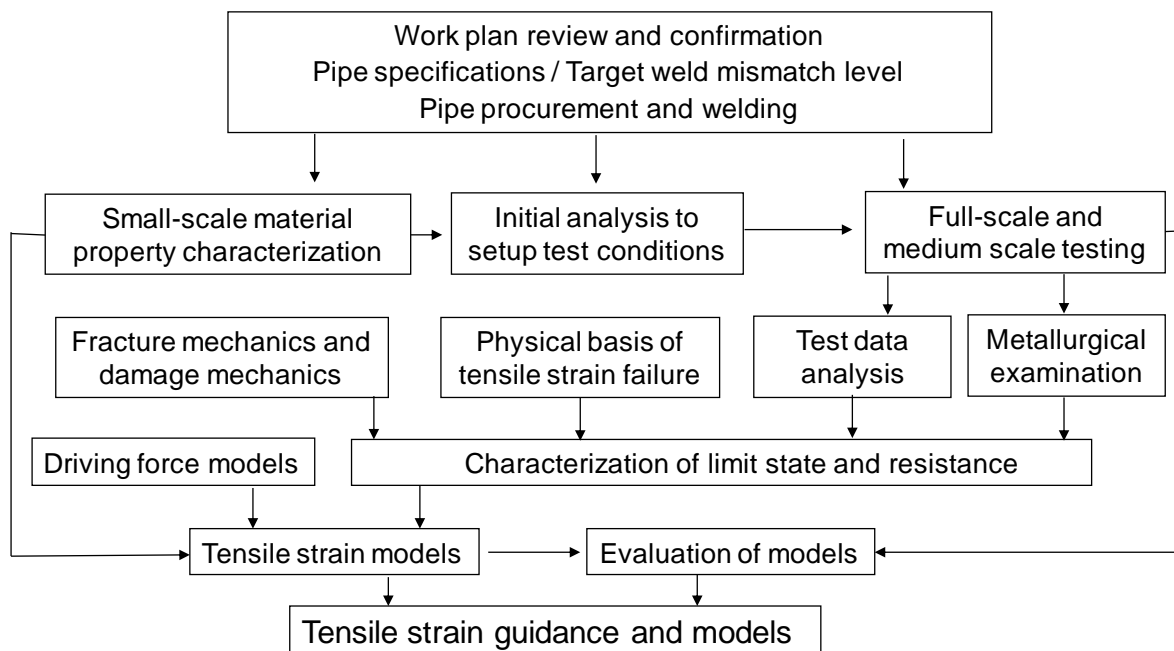 Work plan review and confirmation
Pipe specifications / Target weld mismatch level
Pipe procurement and welding
Small-scale material
property characterization
Initial analysis to
setup test conditions
Full-scale and
medium scale testing
Fracture mechanics and
damage mechanics
Physical basis of
tensile strain failure
Test data
analysis
Metallurgical
examination
Driving force models
Characterization of limit state and resistance
Tensile strain models
Evaluation of models
Tensile strain guidance and models